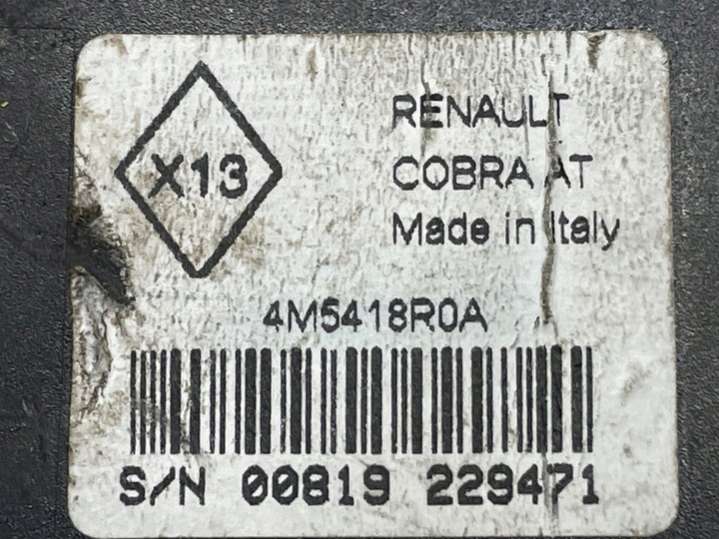 X13
RENAULT
COBRA AT
Made in Italy
4M5418R0A
S/N 00819 229471